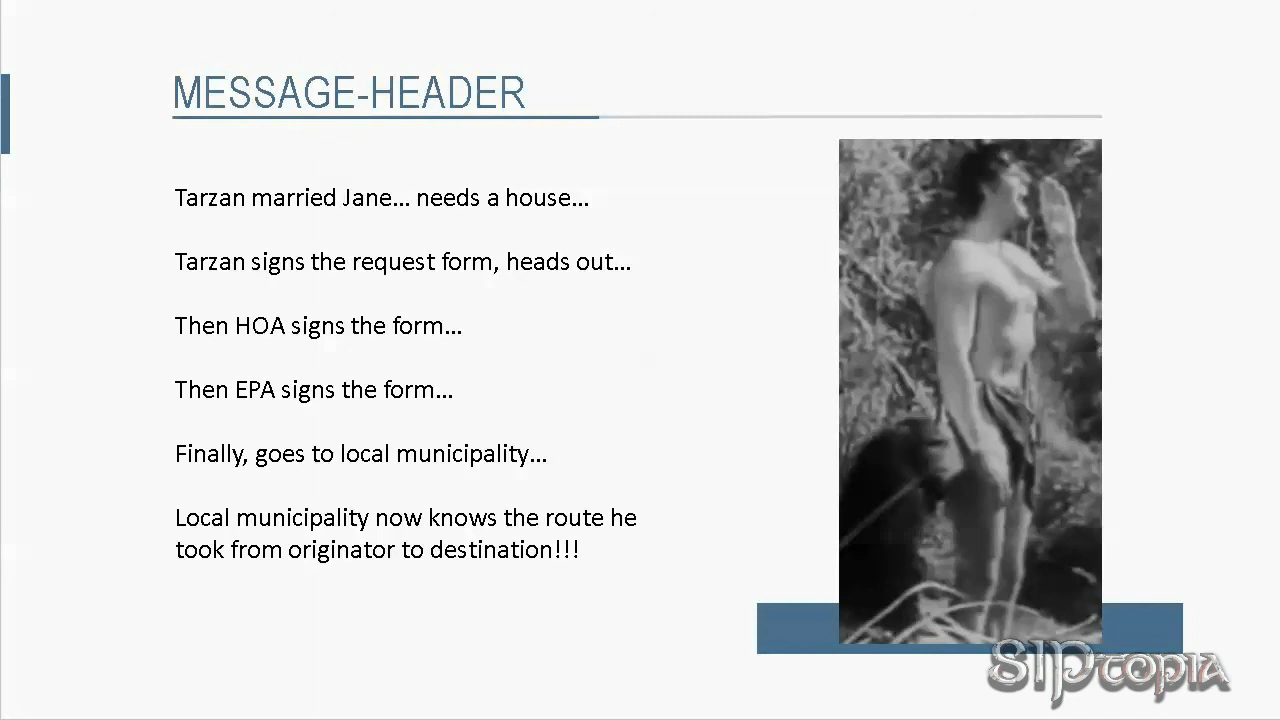 MESSAGE-HEADER
Tarzan married Jane... needs a house...
Tarzan signs the request form, heads out...
Then HOA signs the form...
Then EPA signs the form...
Finally, goes to local municipality...
Local municipality now knows the route he
took from originator to destination!!!
SIPtopia